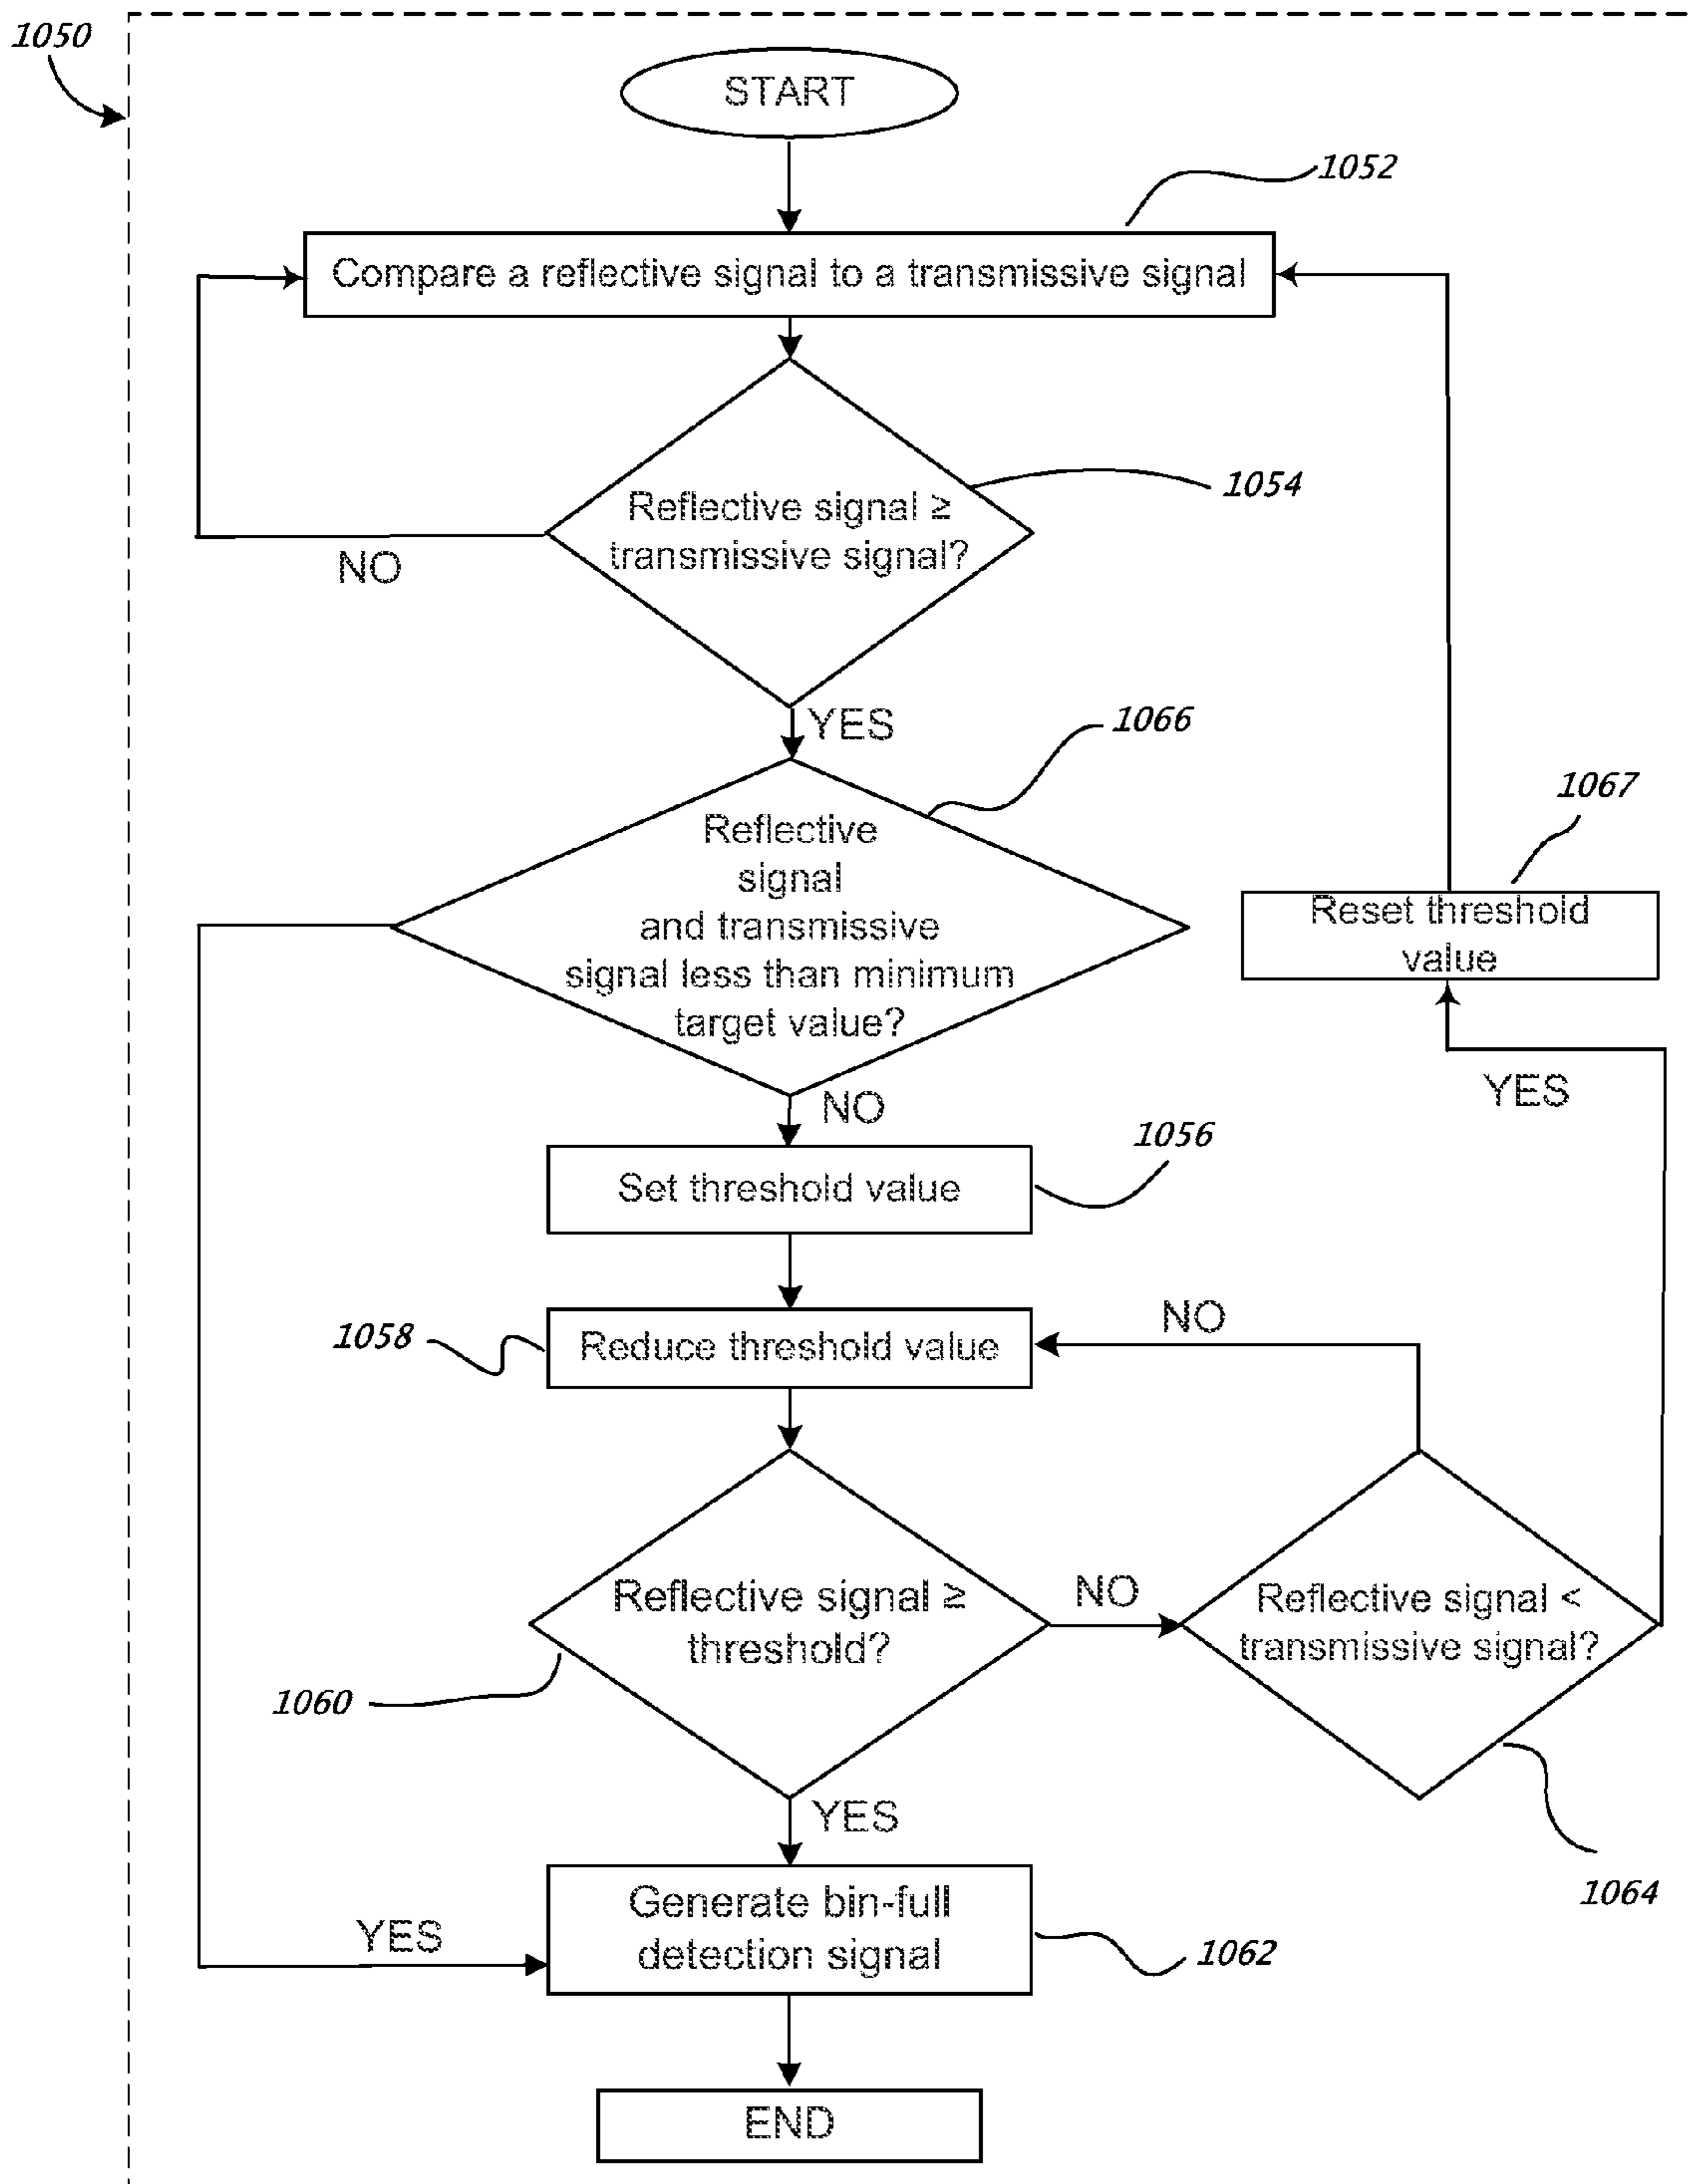 1050
START
1052
Compare a reflective signal to a transmissive signal
1054
Reflective signal ≥
transmissive signal?
NO
YES
1066
Reflective
signal
and transmissive
signal less than minimum
target value?
1067
Reset threshold
value
YES
NO
1056
Set threshold value
1058
Reduce threshold value
NO
Reflective signal ≥
threshold?
NO
Reflective signal <
transmissive signal?
1060
YES
1064
Generate bin-full
detection signal
YES
1062
END